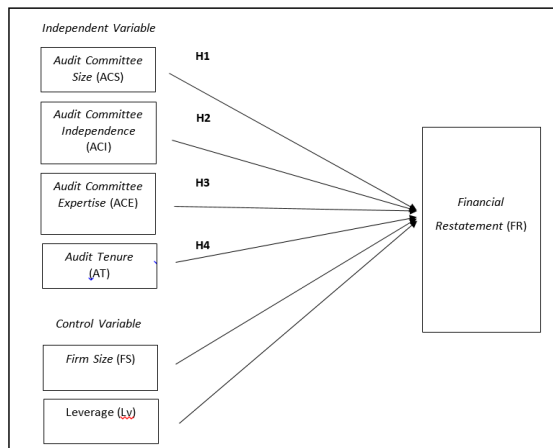 Independent Variable
Audit Committee
Size (ACS)
H1
Audit Committee
Independence
(ACI)
H2
Audit Committee
Expertise (ACE)
H3
Audit Tenure
(AT)
H4
Financial
Restatement (FR)
Control Variable
Firm Size (FS)
Leverage (Lv)